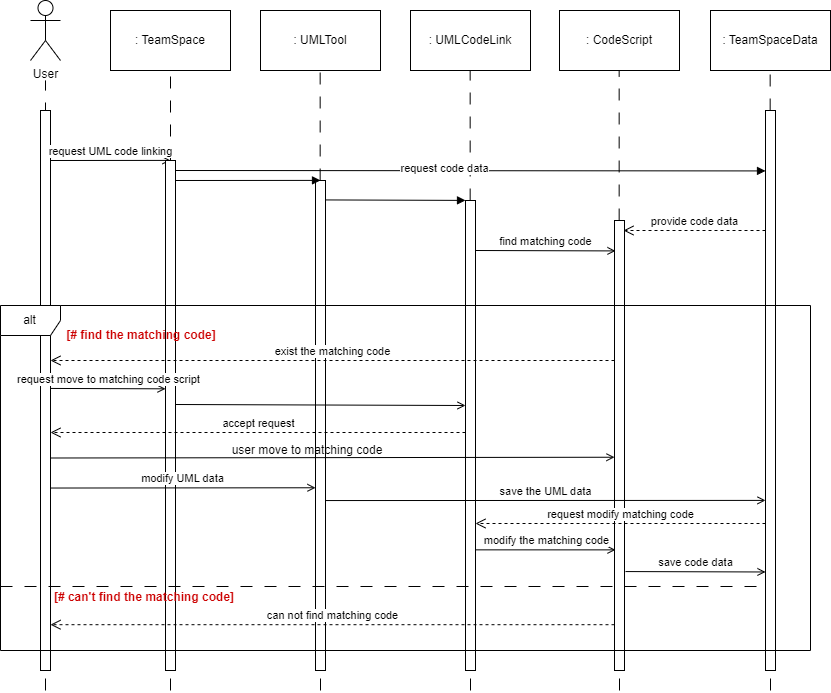 User
: TeamSpace
: UMLTool
: UMLCodeLink
: CodeScript
: TeamSpaceData
request UML code linking
request code data
provide code data
find matching code
alt
[# find the matching code]
exist the matching code
request move to matching code script
accept request
user move to matching code
modify UML data
save the UML data
request modify matching code
modify the matching code
save code data
[# can't find the matching code]
can not find matching code